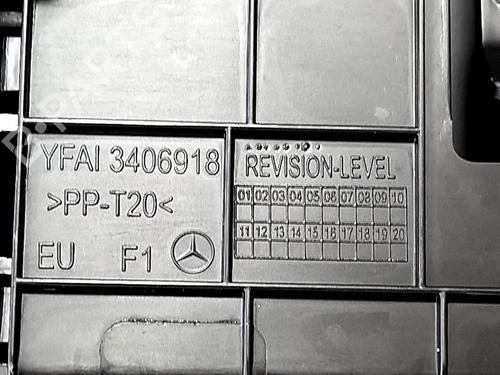 YFAI 3406918
>PP-T20<
EU F1
REVISION-LEVEL
01 02 03 04 05 06 07 08 09 10
11 12 13 14 15 16 17 18 19 20